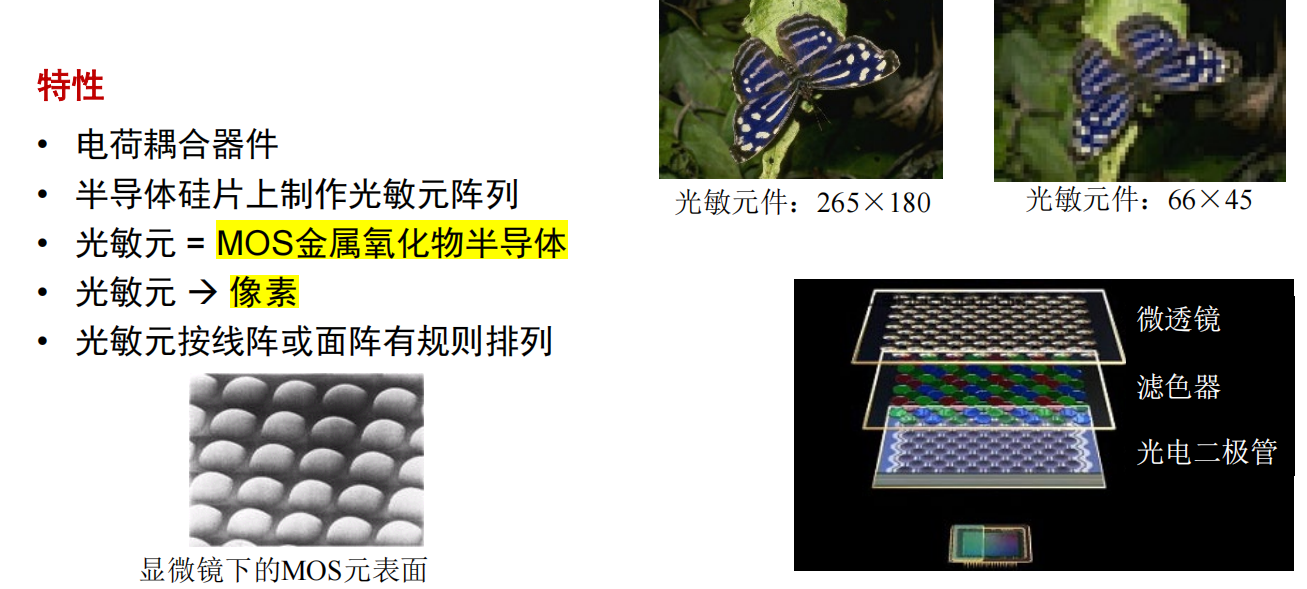 特性
• 电荷耦合器件
• 半导体硅片上制作光敏元阵列
• 光敏元 = MOS金属氧化物半导体
• 光敏元 → 像素
• 光敏元按线阵或面阵有规则排列
显微镜下的MOS元表面
光敏元件：265×180
光敏元件：66×45
微透镜
滤色器
光电二极管